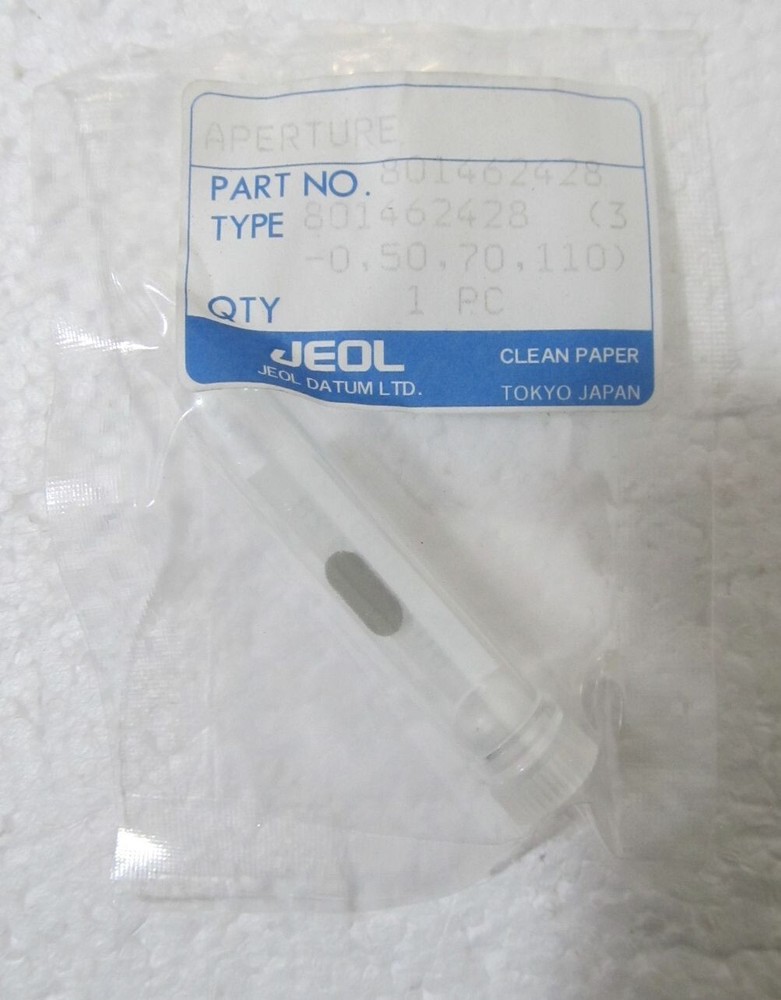 APERTURE
PART NO. 801462428
TYPE 801462428 (3
-0,50,70,110)
QTY 1 PC
JEOL CLEAN PAPER
JEOL DATUM LTD. TOKYO JAPAN